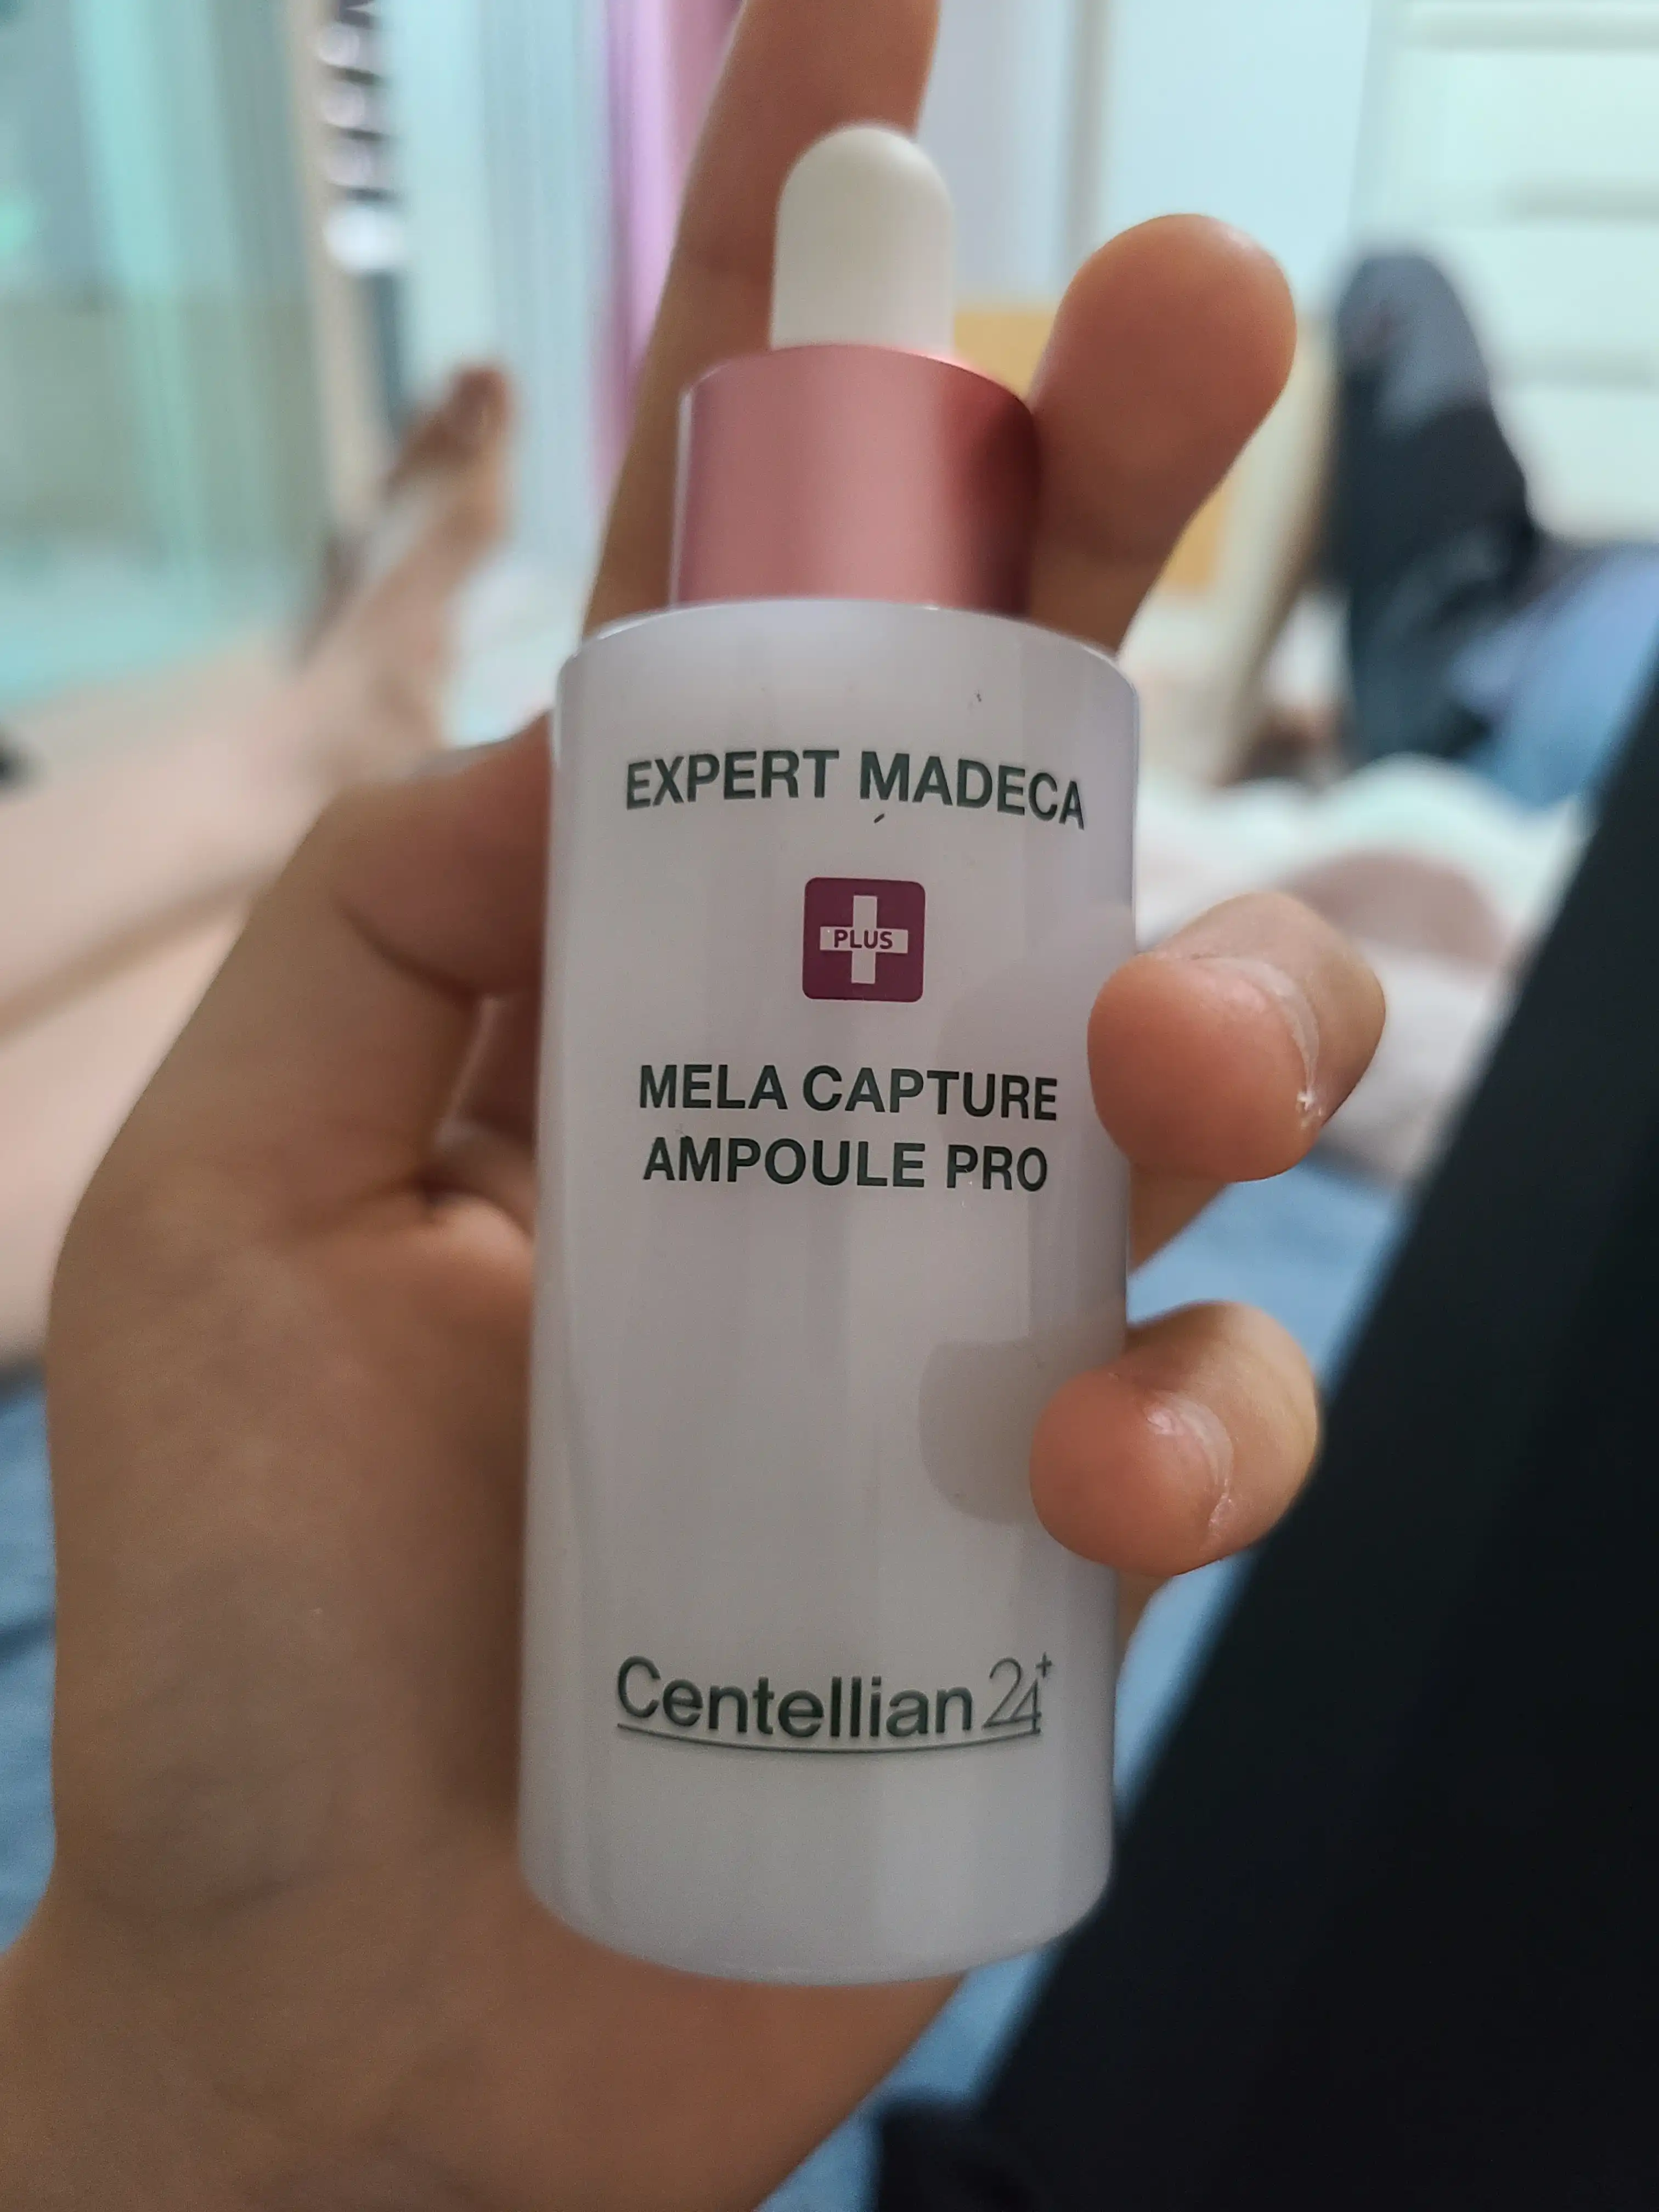 EXPERT MADECA
PLUS
MELA CAPTURE
AMPOULE PRO
Centellian24+